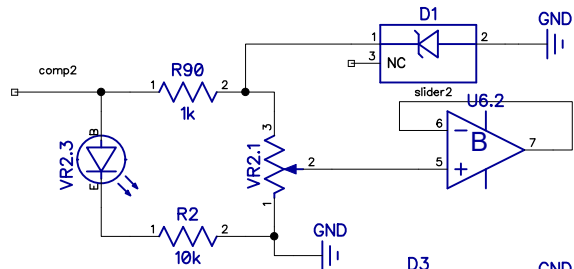 D1
GND
1
2
3
NC
comp2
R90
1
2
1k
slider2
U6.2
B
VR2.3
E
3
VR2.1
2
1
6
−
B
7
5
+
R2
1
2
10k
GND
D3
GND